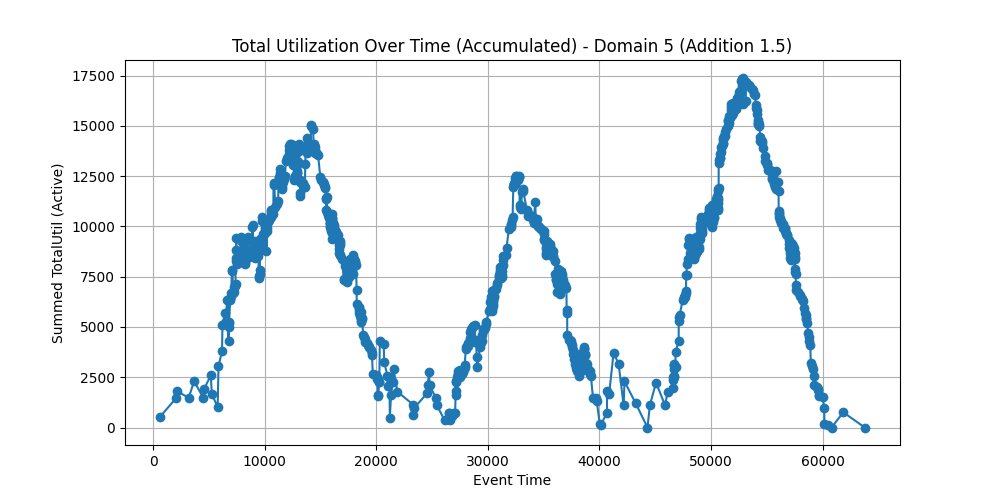 Total Utilization Over Time (Accumulated) - Domain 5 (Addition 1.5)
Summed TotalUtil (Active)
17500
15000
12500
10000
7500
5000
2500
0
0 10000 20000 30000 40000 50000 60000
Event Time